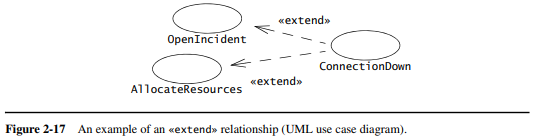 «extend»
OpenIncident
ConnectionDown
«extend»
AllocateResources
Figure 2-17 An example of an «extend» relationship (UML use case diagram).